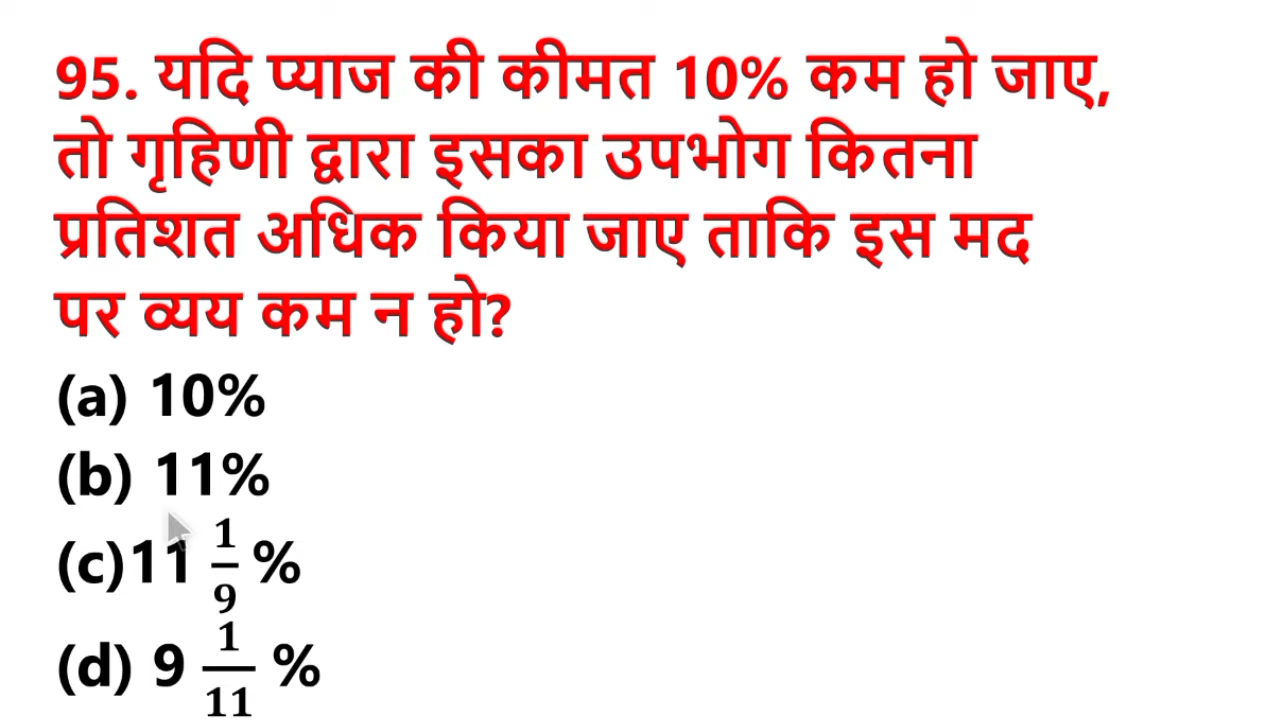 95. यदि प्याज की कीमत 10% कम हो जाए,
तो गृहिणी द्वारा इसका उपभोग कितना
प्रतिशत अधिक किया जाए ताकि इस मद
पर व्यय कम न हो?
(a) 10%
(b) 11%
(c)11 1/9 %
(d) 9 1/11 %